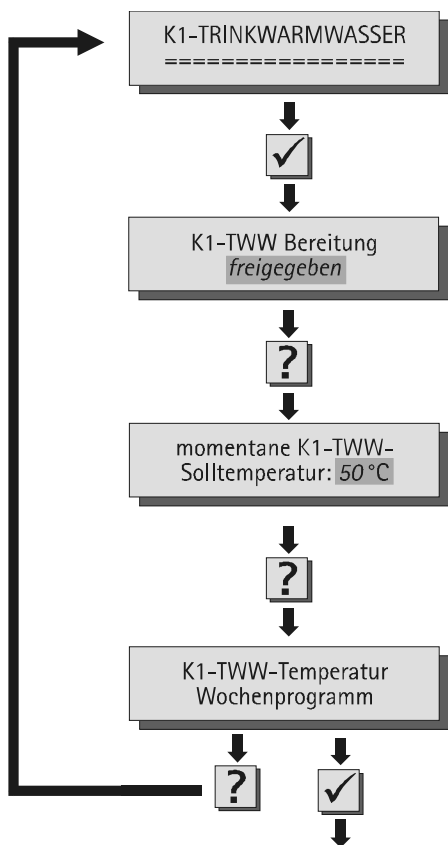 K1-TRINKWARMWASSER
=================
✓
K1-TWW Bereitung
freigegeben
?
momentane K1-TWW-
Solltemperatur: 50°C
?
K1-TWW-Temperatur
Wochenprogramm
? ✓